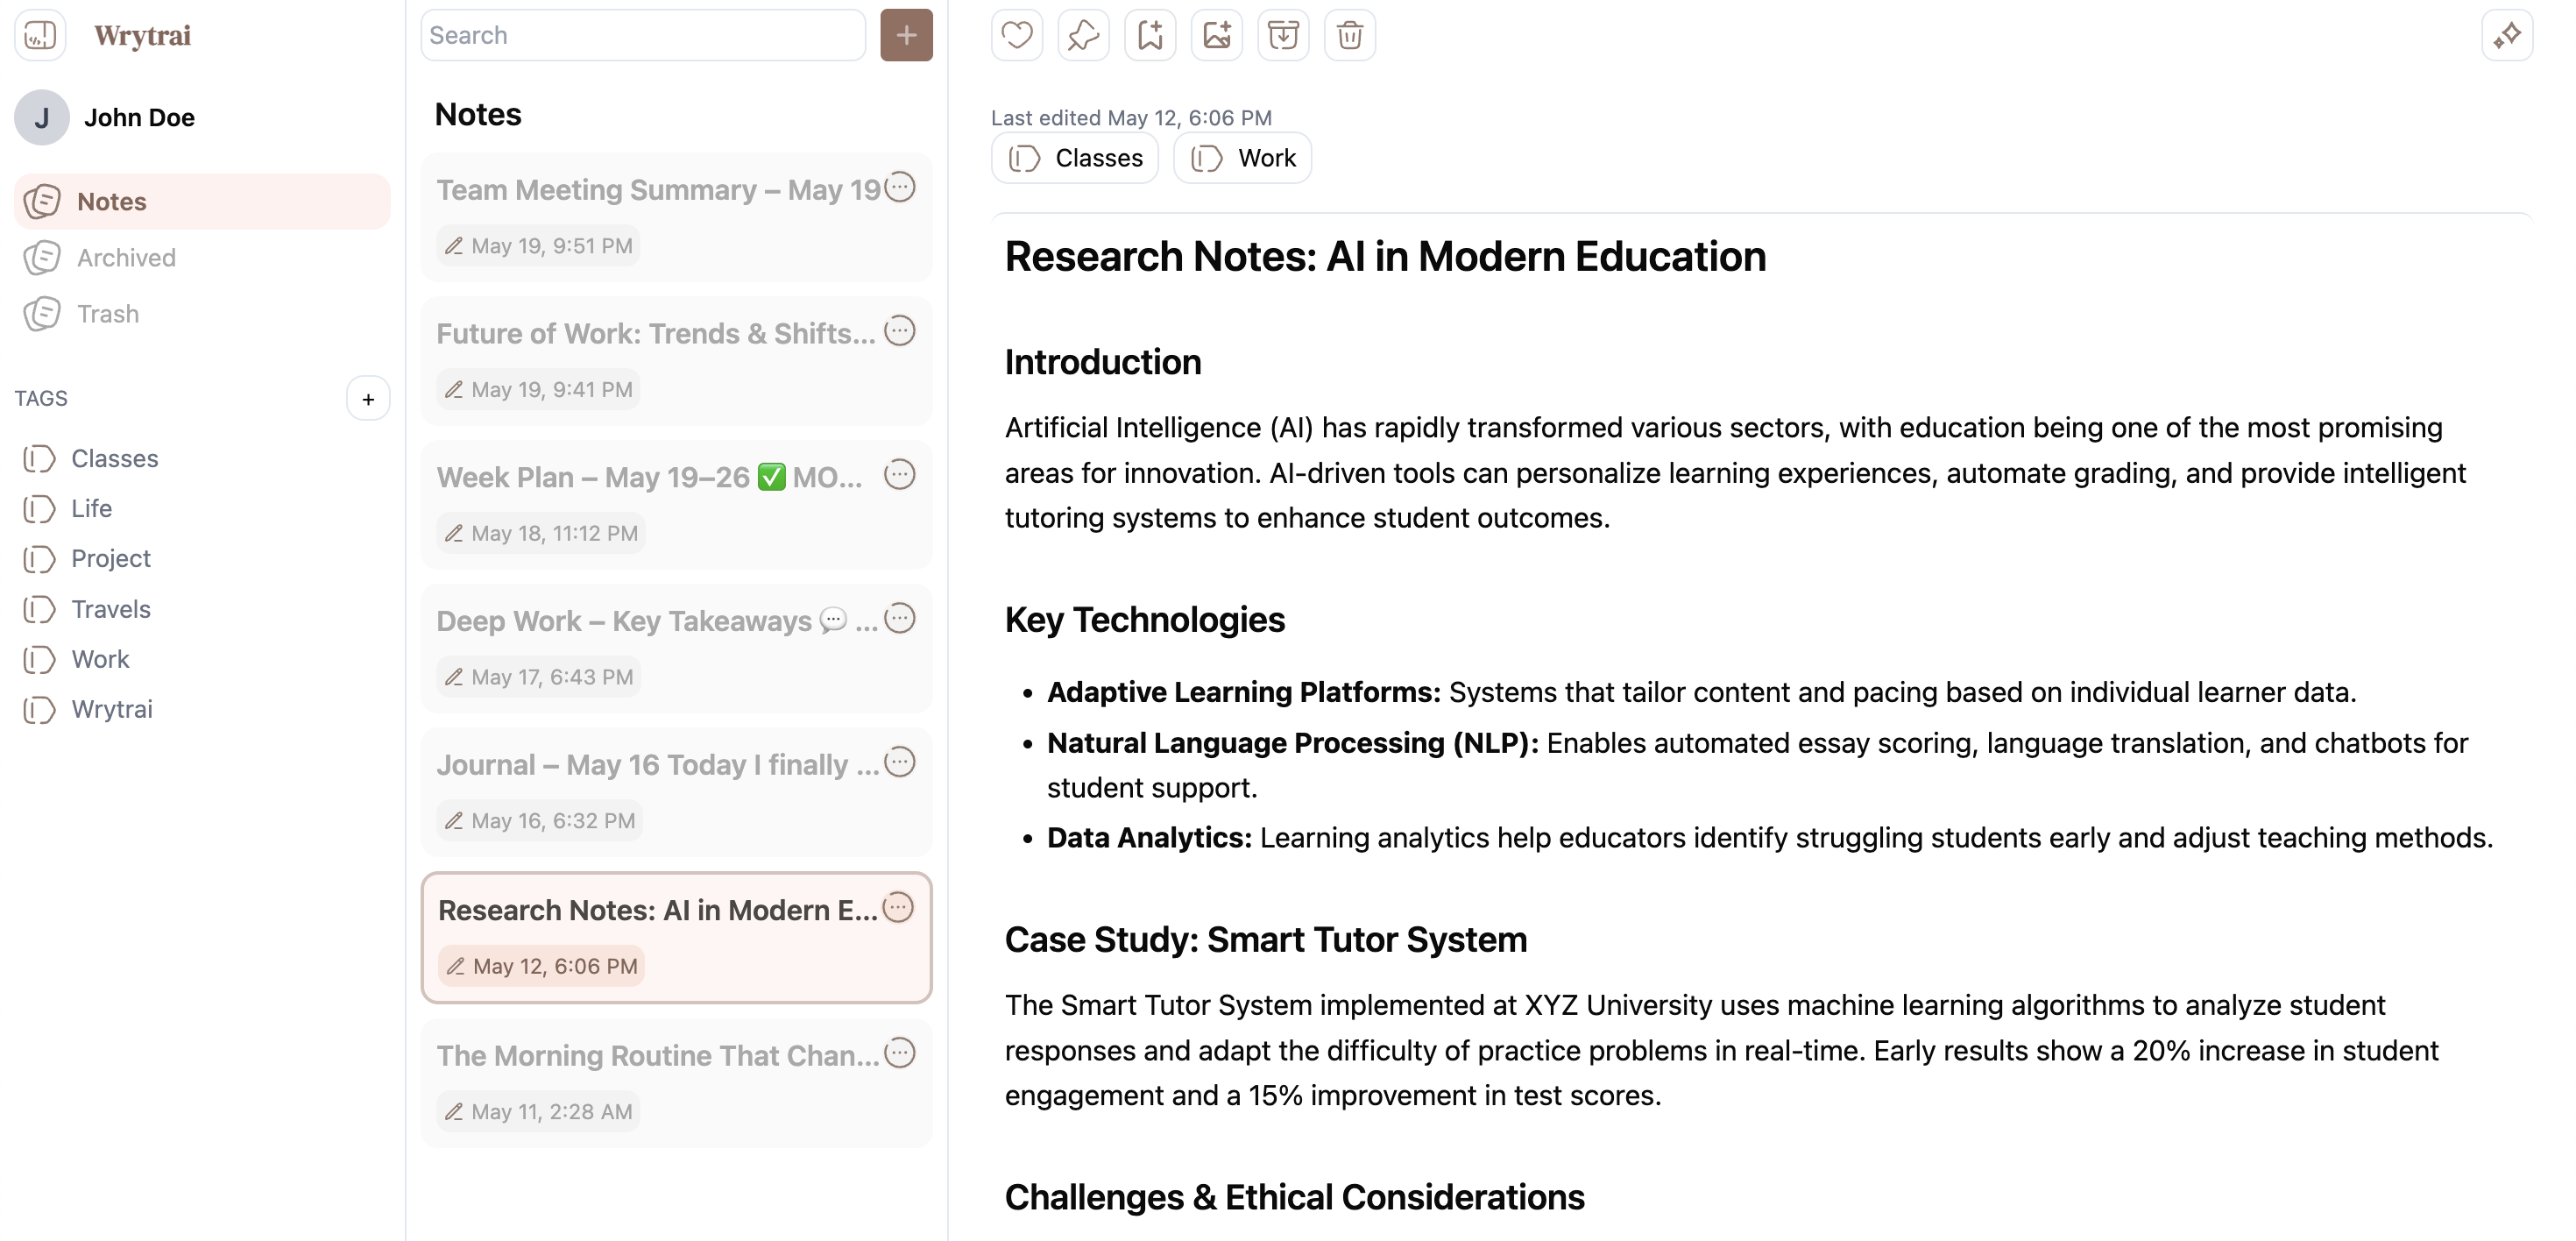 Wrytrai
J
John Doe
Notes
Archived
Trash
TAGS
+
Classes
Life
Project
Travels
Work
Wrytrai
Search
+
Notes
Team Meeting Summary – May 19
May 19, 9:51 PM
Future of Work: Trends & Shifts...
May 19, 9:41 PM
Week Plan – May 19–26 ✅ MO...
May 18, 11:12 PM
Deep Work – Key Takeaways 💬 ...
May 17, 6:43 PM
Journal – May 16 Today I finally ...
May 16, 6:32 PM
Research Notes: AI in Modern E...
May 12, 6:06 PM
The Morning Routine That Chan...
May 11, 2:28 AM
Last edited May 12, 6:06 PM
Classes Work
Research Notes: AI in Modern Education
Introduction
Artificial Intelligence (AI) has rapidly transformed various sectors, with education being one of the most promising
areas for innovation. AI-driven tools can personalize learning experiences, automate grading, and provide intelligent
tutoring systems to enhance student outcomes.
Key Technologies
• Adaptive Learning Platforms: Systems that tailor content and pacing based on individual learner data.
• Natural Language Processing (NLP): Enables automated essay scoring, language translation, and chatbots for
student support.
• Data Analytics: Learning analytics help educators identify struggling students early and adjust teaching methods.
Case Study: Smart Tutor System
The Smart Tutor System implemented at XYZ University uses machine learning algorithms to analyze student
responses and adapt the difficulty of practice problems in real-time. Early results show a 20% increase in student
engagement and a 15% improvement in test scores.
Challenges & Ethical Considerations